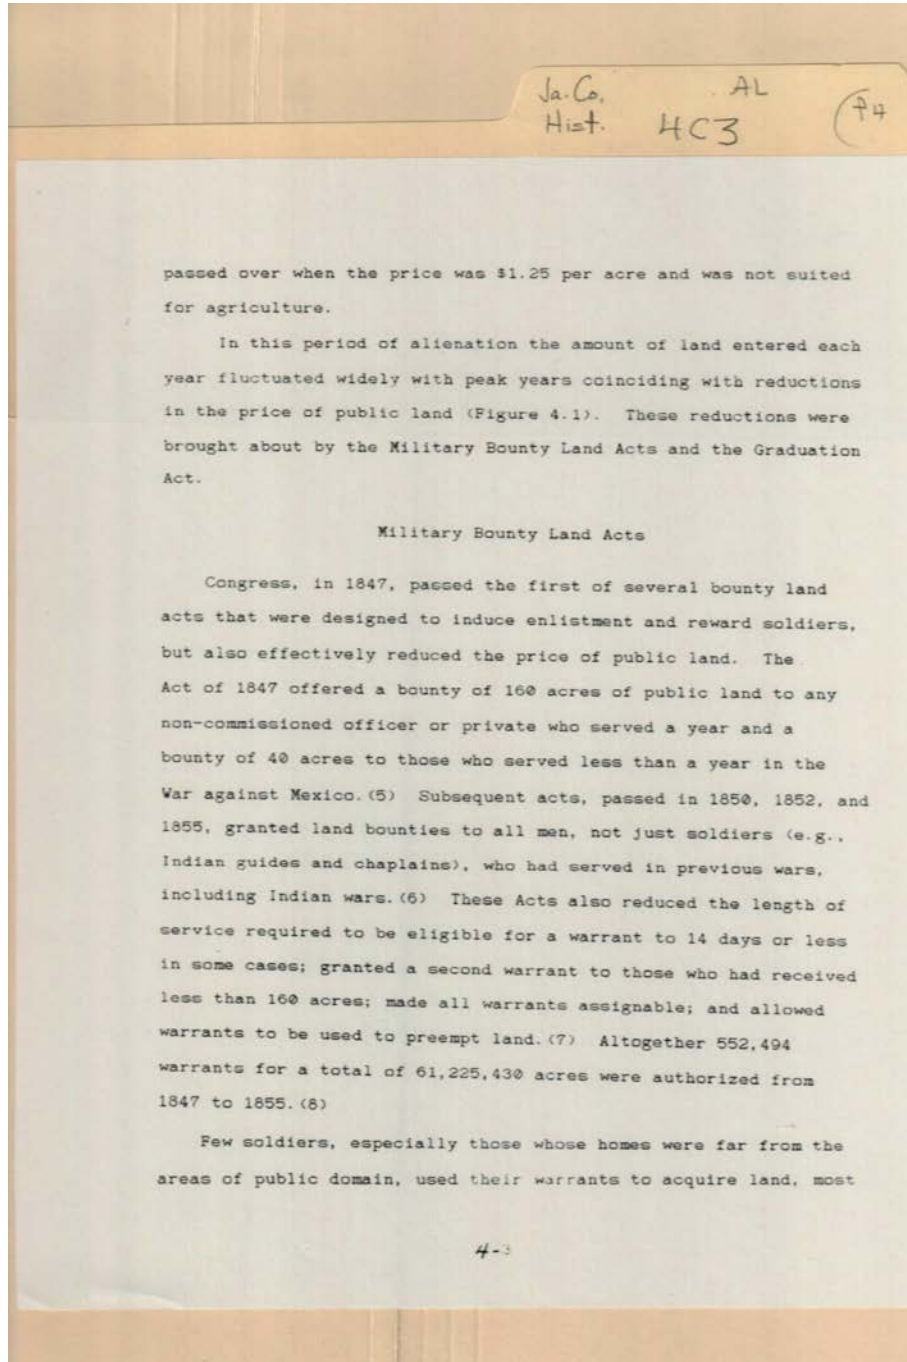 Ja. Co. AL
Hist. 4C3 P4
passed over when the price was $1.25 per acre and was not suited
for agriculture.
In this period of alienation the amount of land entered each
year fluctuated widely with peak years coinciding with reductions
in the price of public land (Figure 4.1). These reductions were
brought about by the Military Bounty Land Acts and the Graduation
Act.
Military Bounty Land Acts
Congress, in 1847, passed the first of several bounty land
acts that were designed to induce enlistment and reward soldiers,
but also effectively reduced the price of public land. The
Act of 1847 offered a bounty of 160 acres of public land to any
non-commissioned officer or private who served a year and a
bounty of 40 acres to those who served less than a year in the
War against Mexico.(5) Subsequent acts, passed in 1850, 1852, and
1855, granted land bounties to all men, not just soldiers (e.g.,
Indian guides and chaplains), who had served in previous wars,
including Indian wars.(6) These Acts also reduced the length of
service required to be eligible for a warrant to 14 days or less
in some cases; granted a second warrant to those who had received
less than 160 acres; made all warrants assignable; and allowed
warrants to be used to preempt land.(7) Altogether 552,494
warrants for a total of 61,225,430 acres were authorized from
1847 to 1855.(8)
Few soldiers, especially those whose homes were far from the
areas of public domain, used their warrants to acquire land, most
4-3